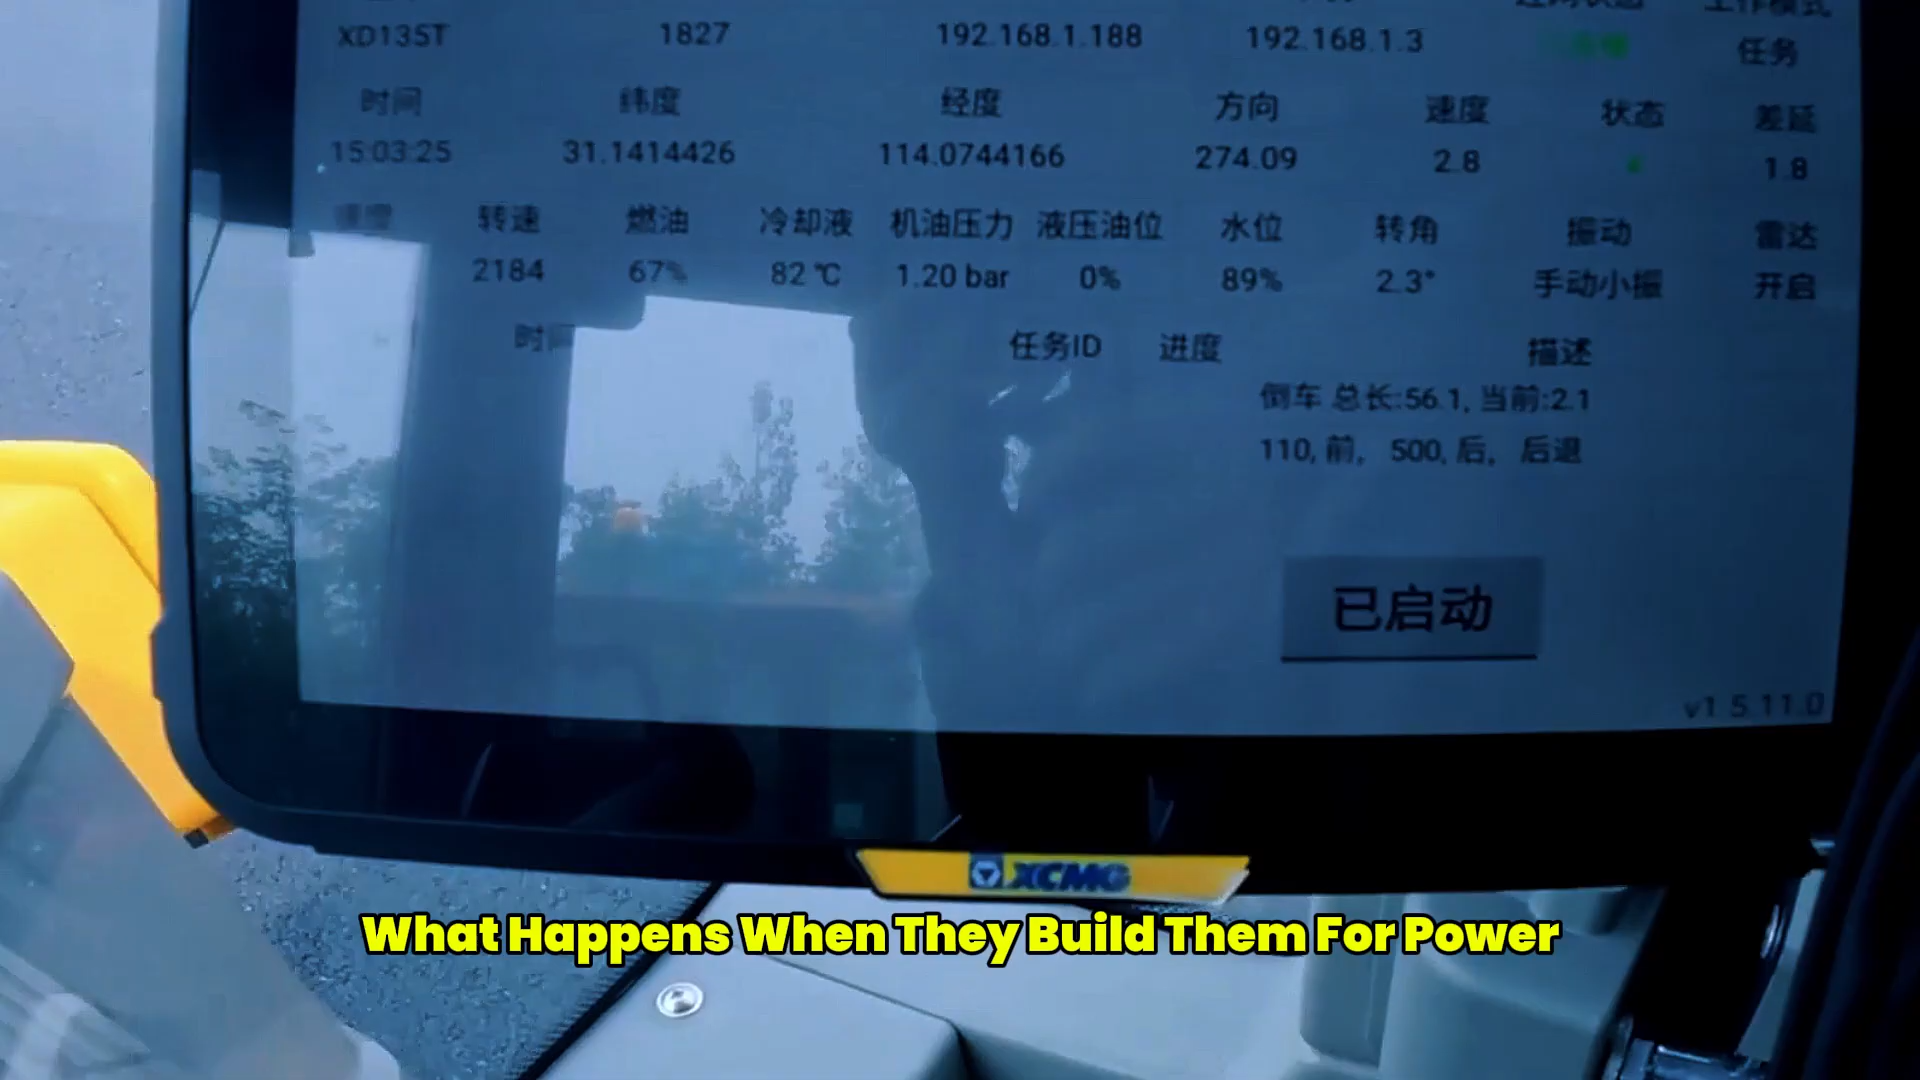 XD135T 1827 192.168.1.188 192.168.1.3 任务
时间 纬度 经度 方向 速度 状态 差延
15:03:25 31.1414426 114.0744166 274.09 2.8 1.8
转速 燃油 冷却液 机油压力 液压油位 水位 转角 振动 雷达
2184 67% 82 ℃ 1.20 bar 0% 89% 2.3° 手动小振 开启
时间 任务ID 进度 描述
倒车 总长:56.1, 当前:2.1
110, 前, 500, 后, 后退
已启动
v1.5.11.0
XCMG
What Happens When They Build Them For Power